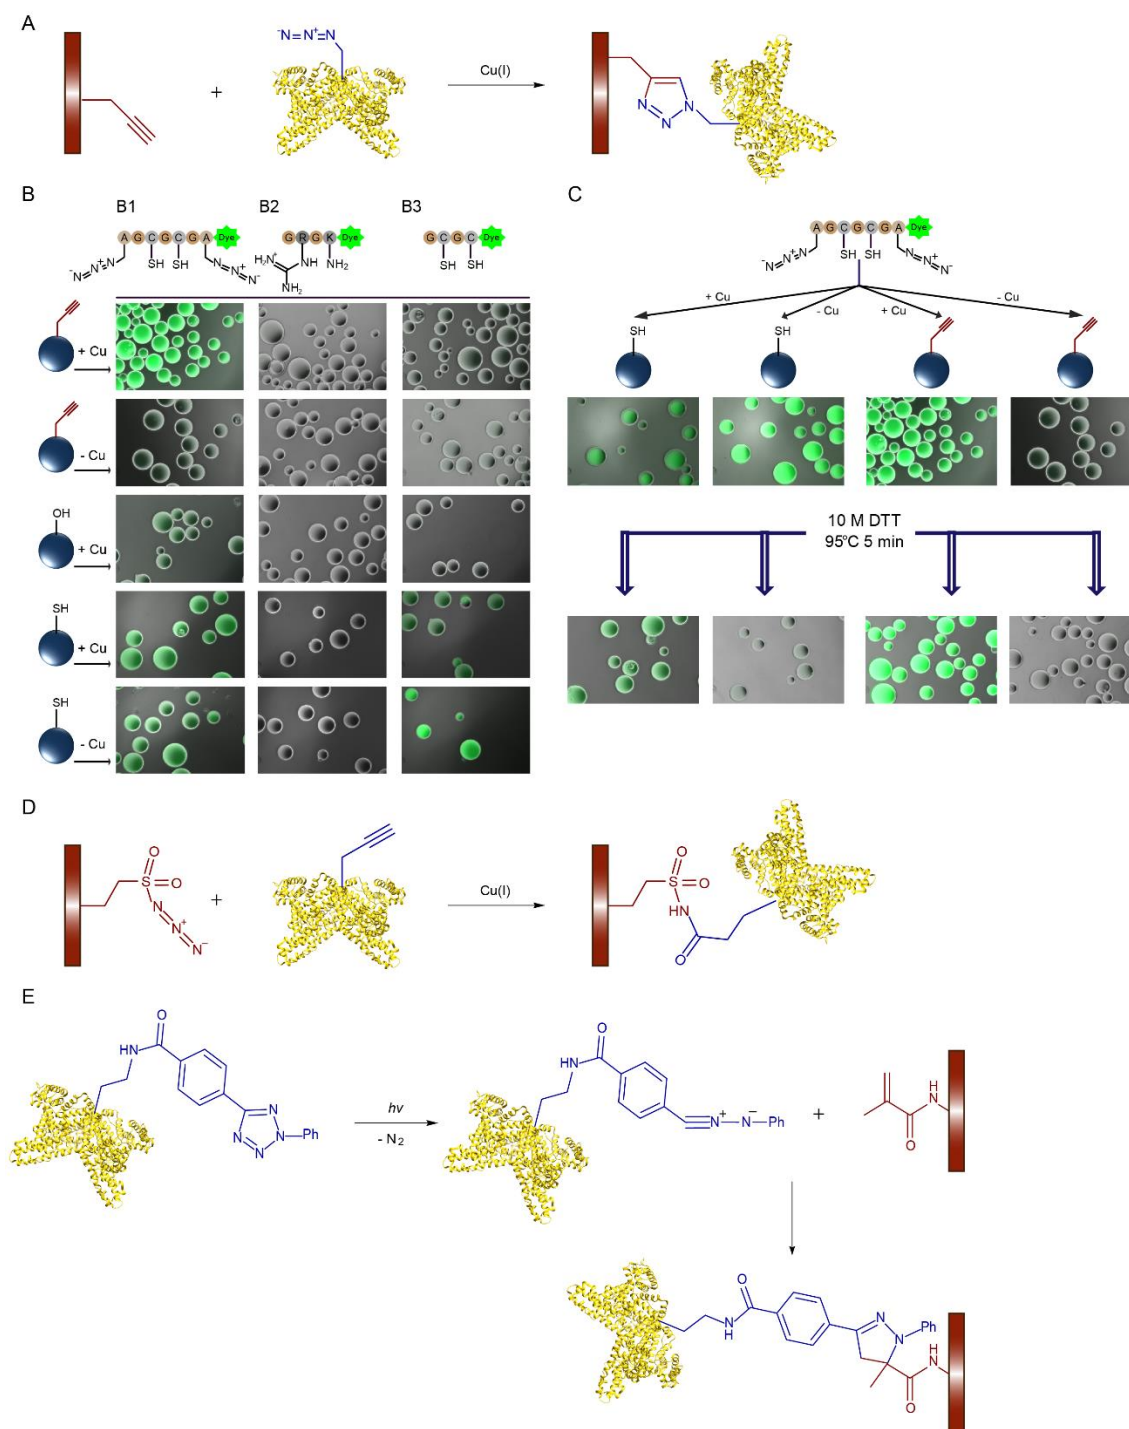 A
⁻N=N⁺=N
+
Cu(I)
N
N=N
B
B1 B2 B3
A G C G C G A Dye
G R G K Dye
G C G C Dye
SH SH
⁻N=N⁺=N
N=N⁺=N⁻
H₂N⁺
NH
NH₂
NH₂
SH SH
+ Cu
- Cu
OH
+ Cu
SH
+ Cu
SH
- Cu
C
A G C G C G A Dye
SH SH
⁻N=N⁺=N
N=N⁺=N⁻
+ Cu
- Cu
+ Cu
- Cu
SH
SH
10 M DTT
95°C 5 min
D
O
S
O
N=N⁺=N⁻
+
Cu(I)
O
S
O
HN
O
E
O
HN
N
N
N
N
Ph
hv
- N₂
O
HN
N⁺
N⁻
Ph
+
H
N
O
O
N
H
N
N
Ph
H
N
O